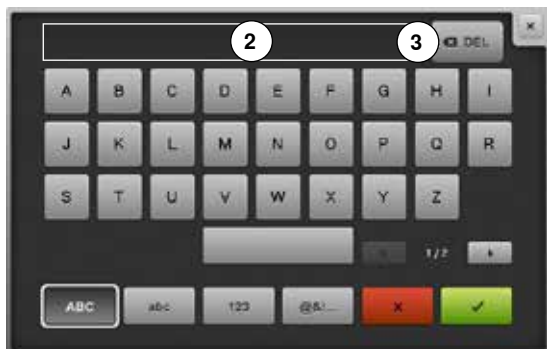 2 3 DEL
A B C D E F G H I
J K L M N O P Q R
S T U V W X Y Z
1/2
ABC abc 123 @&!...